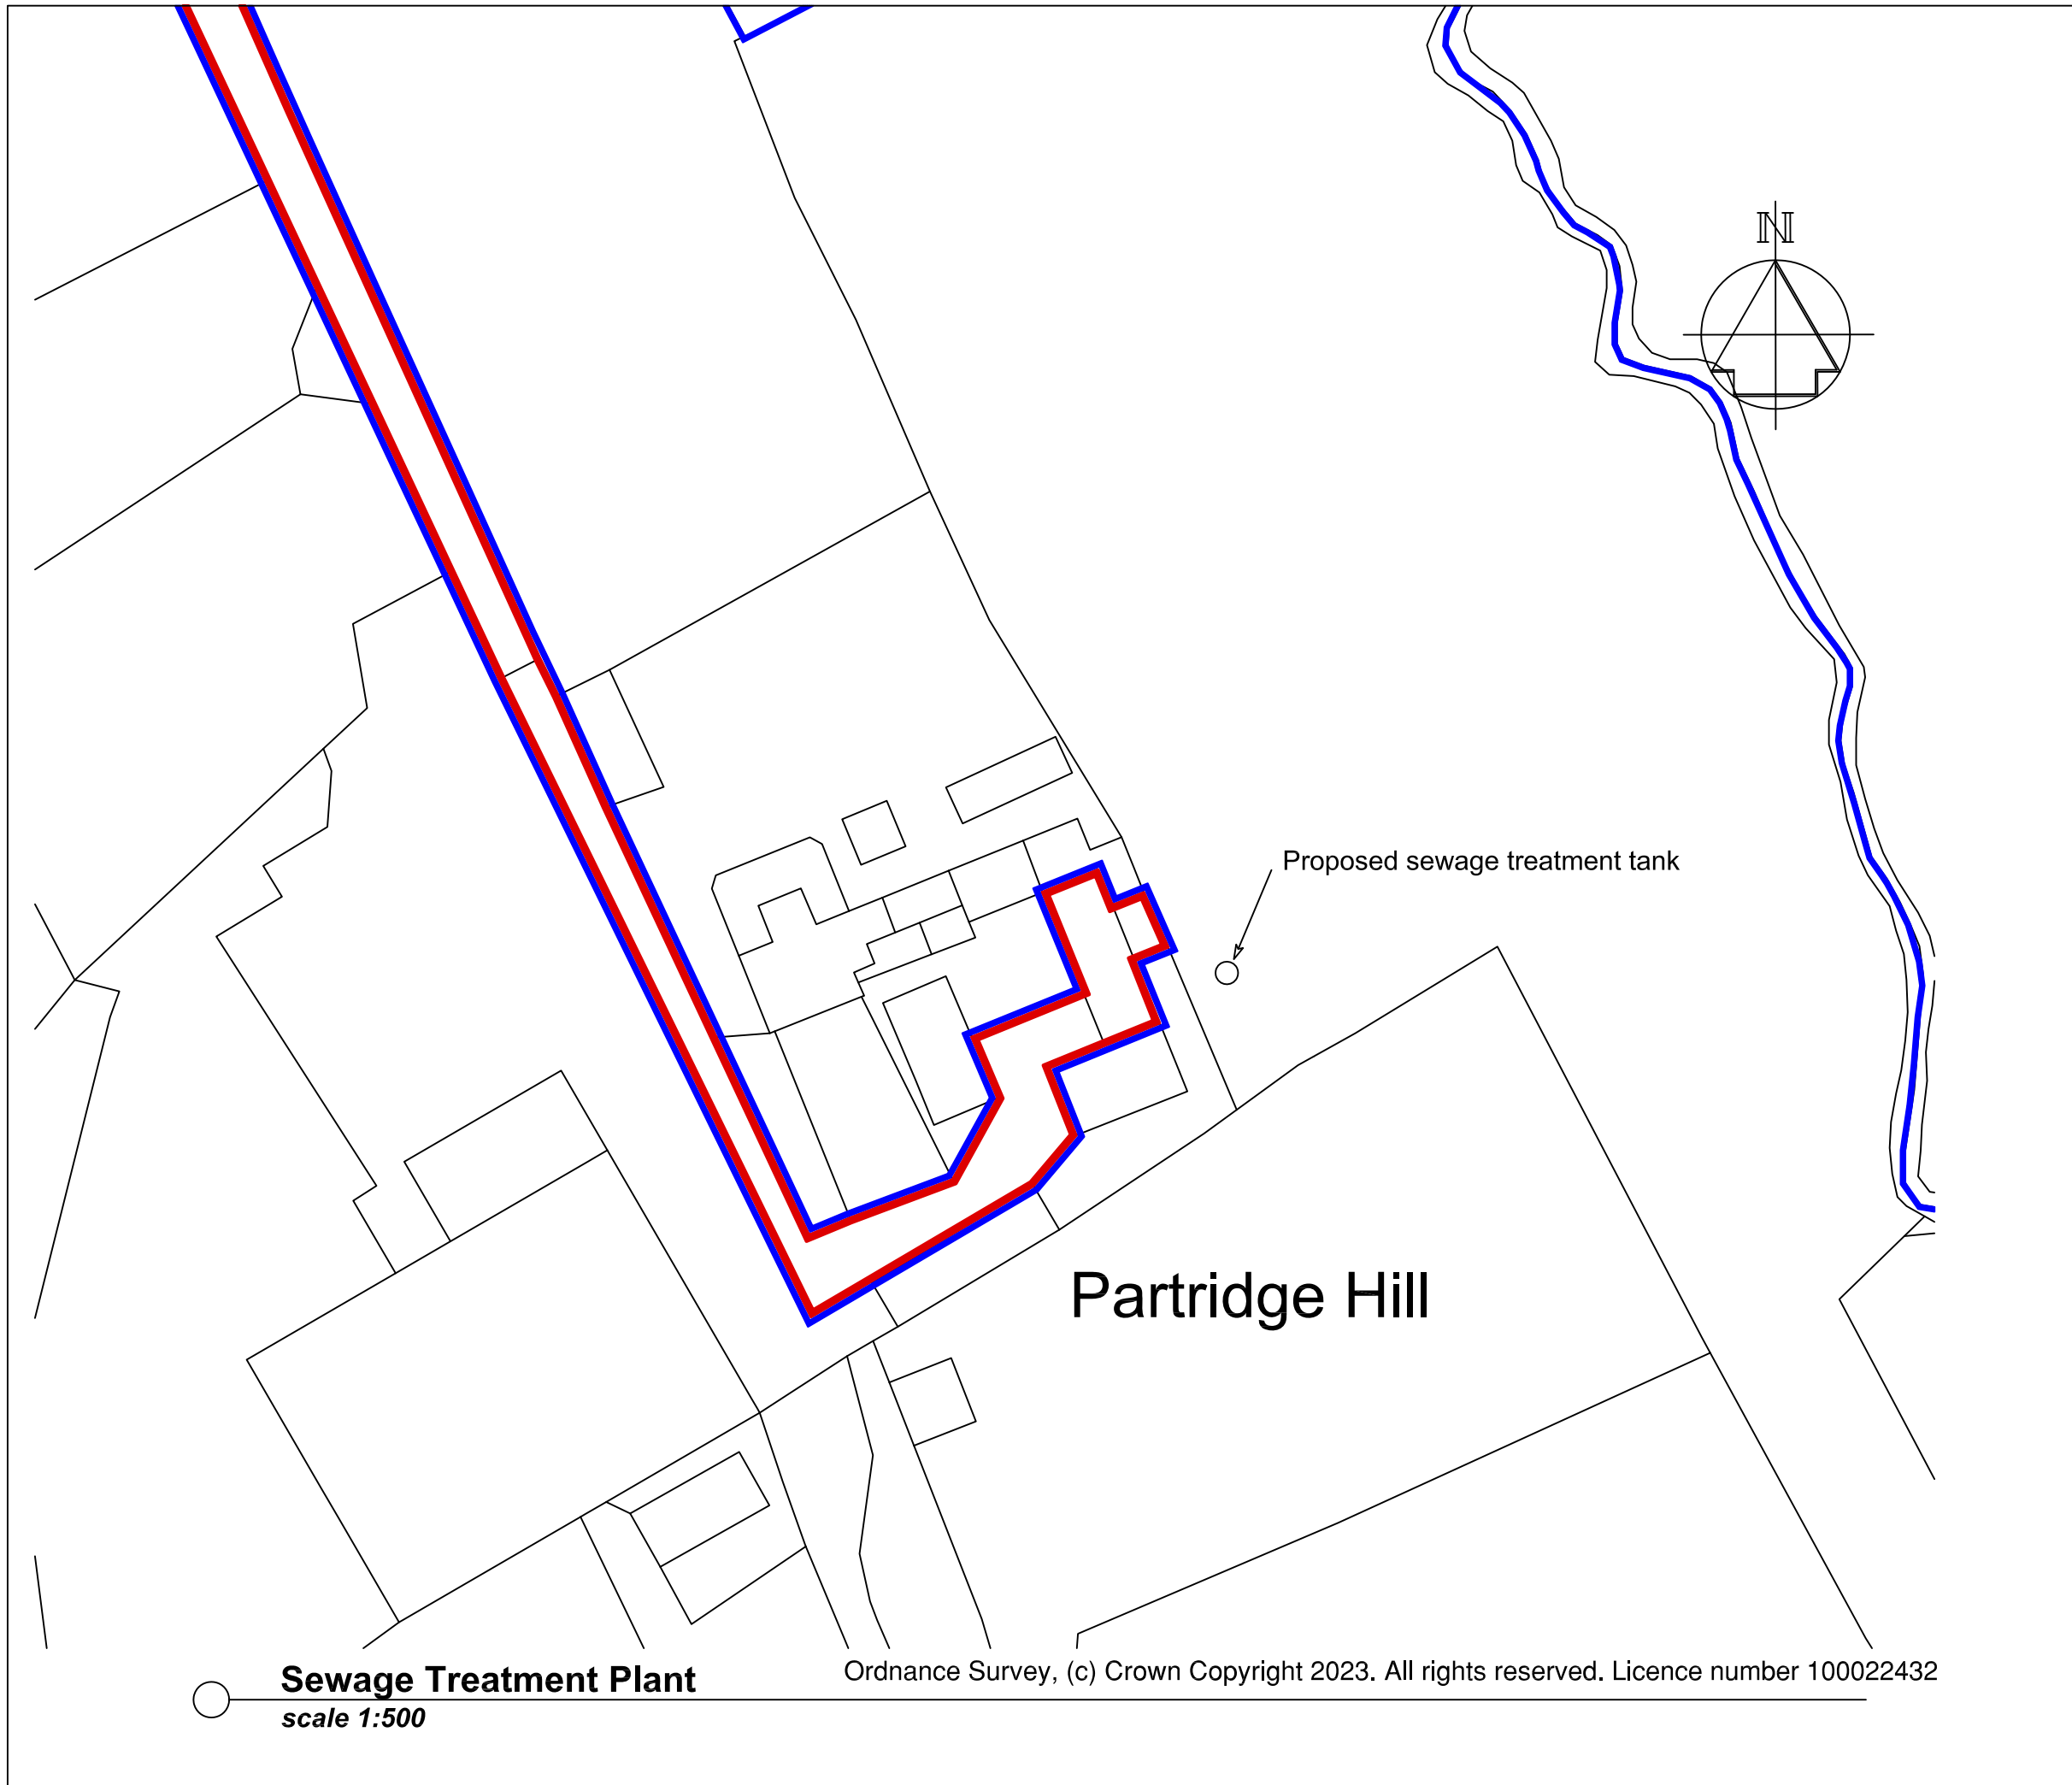 N
Proposed sewage treatment tank
Partridge Hill
Ordnance Survey, (c) Crown Copyright 2023. All rights reserved. Licence number 100022432
Sewage Treatment Plant
scale 1:500